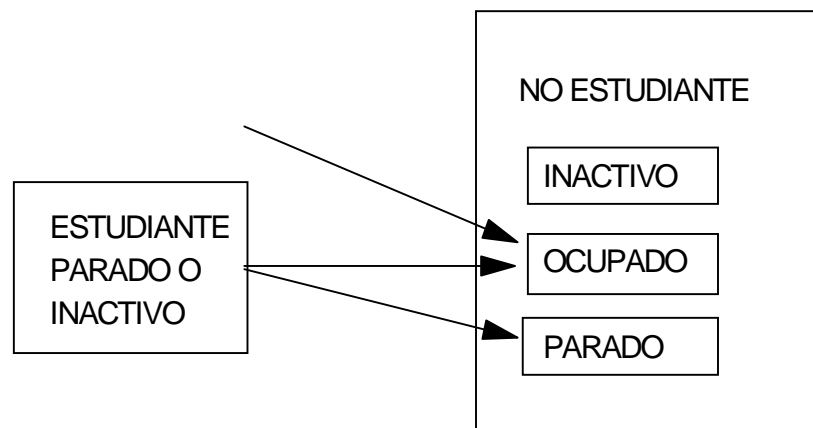 NO ESTUDIANTE
INACTIVO
ESTUDIANTE
PARADO O
INACTIVO
OCUPADO
PARADO